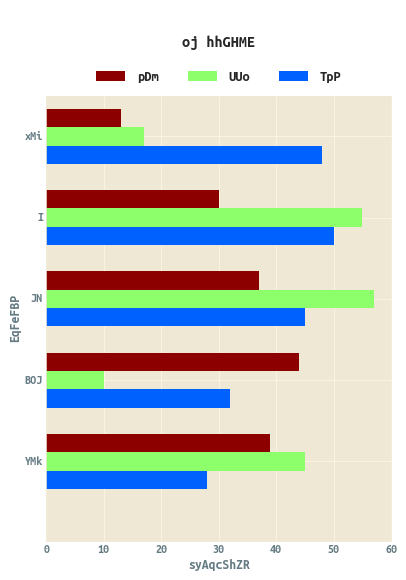 oj hhGHME
pDm UUo TpP
xMi
I
JN
BOJ
YMk
EqFeFBP
0 10 20 30 40 50 60
syAqcShZR